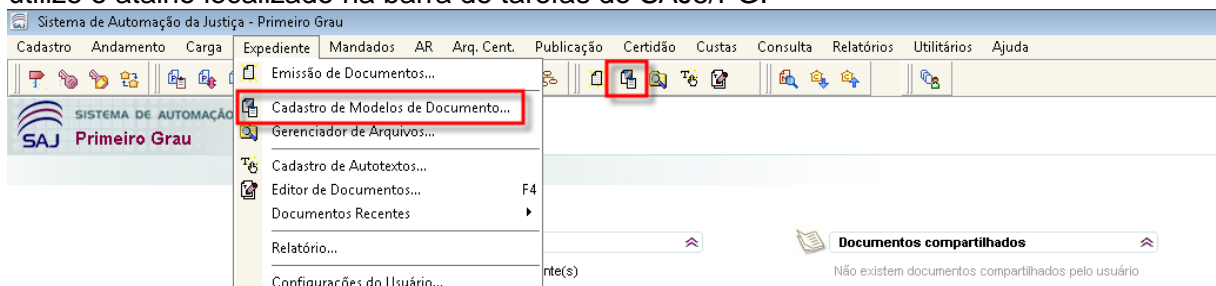 utilize o atalho localizado na barra de tarefas do SAJ5/PG.
Sistema de Automação da Justiça - Primeiro Grau
Cadastro Andamento Carga Expediente Mandados AR Arq. Cent. Publicação Certidão Custas Consulta Relatórios Utilitários Ajuda
Emissão de Documentos...
Cadastro de Modelos de Documento...
SISTEMA DE AUTOMAÇÃO
Gerenciador de Arquivos...
SAJ Primeiro Grau
Cadastro de Autotextos...
Editor de Documentos... F4
Documentos Recentes
Relatório...
Documentos compartilhados
nte(s)
Não existem documentos compartilhados pelo usuário
Configurações do Usuário...